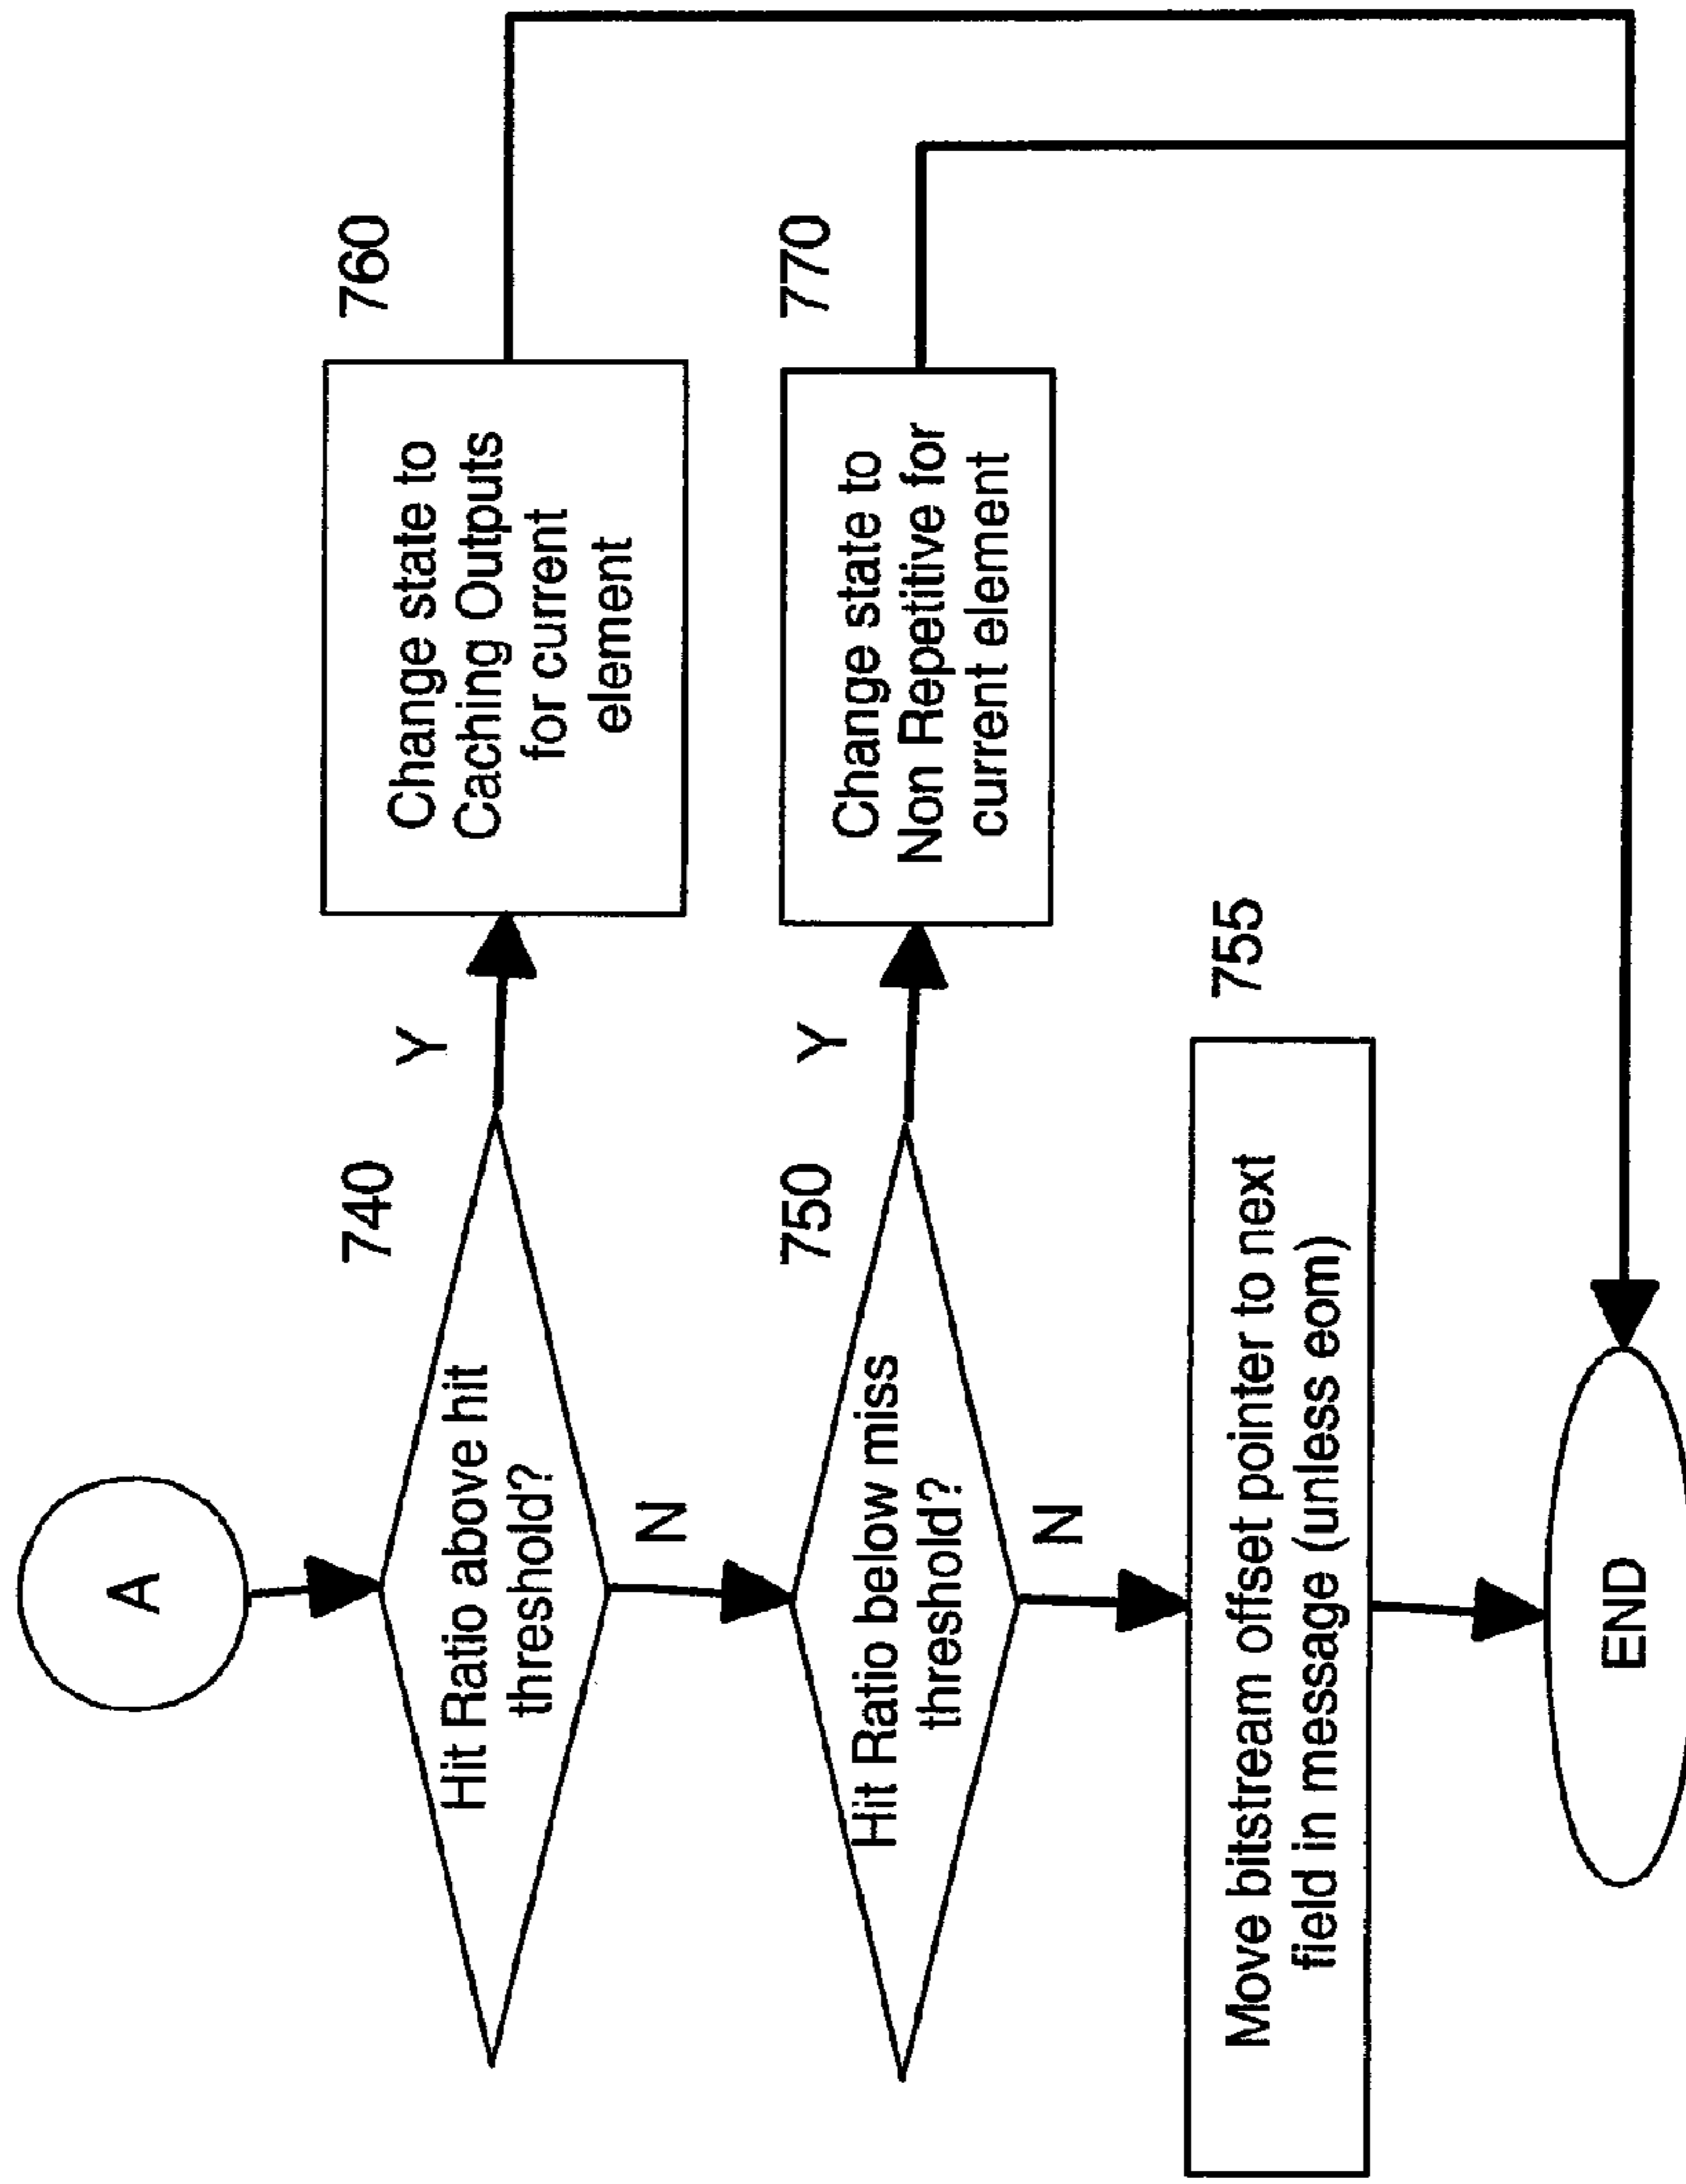 A
740
Hit Ratio above hit
threshold?
Y
760
Change state to
Caching Outputs
for current
element
N
750
Hit Ratio below miss
threshold?
Y
770
Change state to
Non Repetitive for
current element
N
755
Move bitstream offset pointer to next
field in message (unless eom)
END